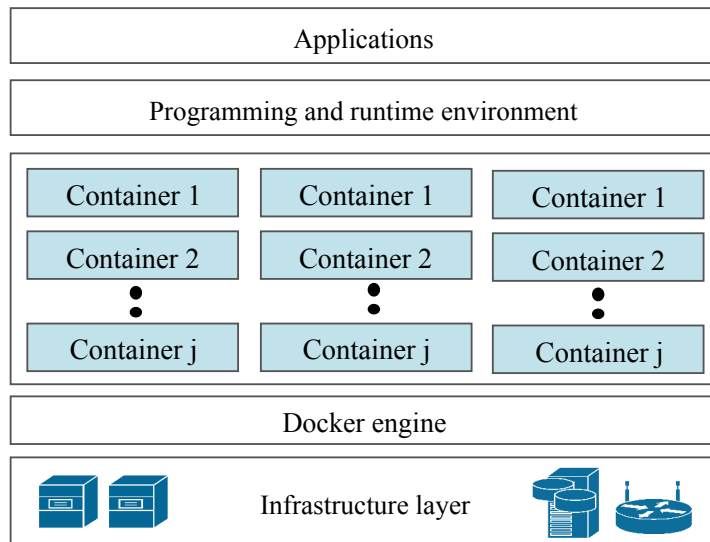 Applications
Programming and runtime environment
Container 1 Container 1 Container 1
Container 2 Container 2 Container 2
Container j Container j Container j
Docker engine
Infrastructure layer